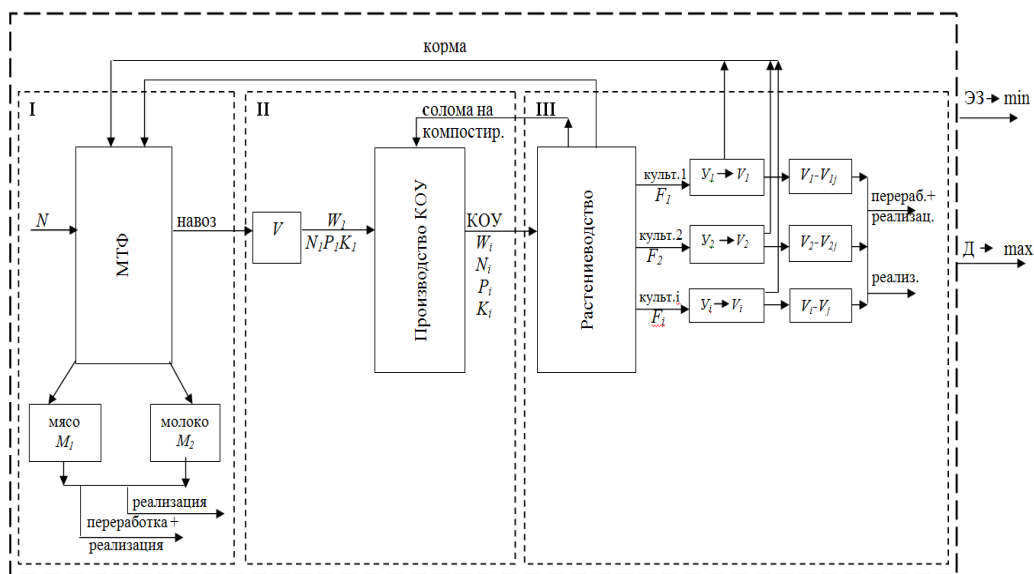 корма
ЭЗ → min
I
II
III
солома на
компостир.
N
МТФ
навоз
V
W₁
N₁P₁K₁
Производство КОУ
КОУ
Wᵢ
Nᵢ
Pᵢ
Kᵢ
Растениеводство
культ.1
F₁
У₁ → V₁
V₁-V₁ⱼ
перераб.+
реализац.
культ.2
F₂
У₂ → V₂
V₂-V₂ⱼ
Д → max
реализ.
культ.i
Fᵢ
Уᵢ → Vᵢ
Vᵢ-Vⱼ
мясо
M₁
молоко
M₂
реализация
переработка +
реализация